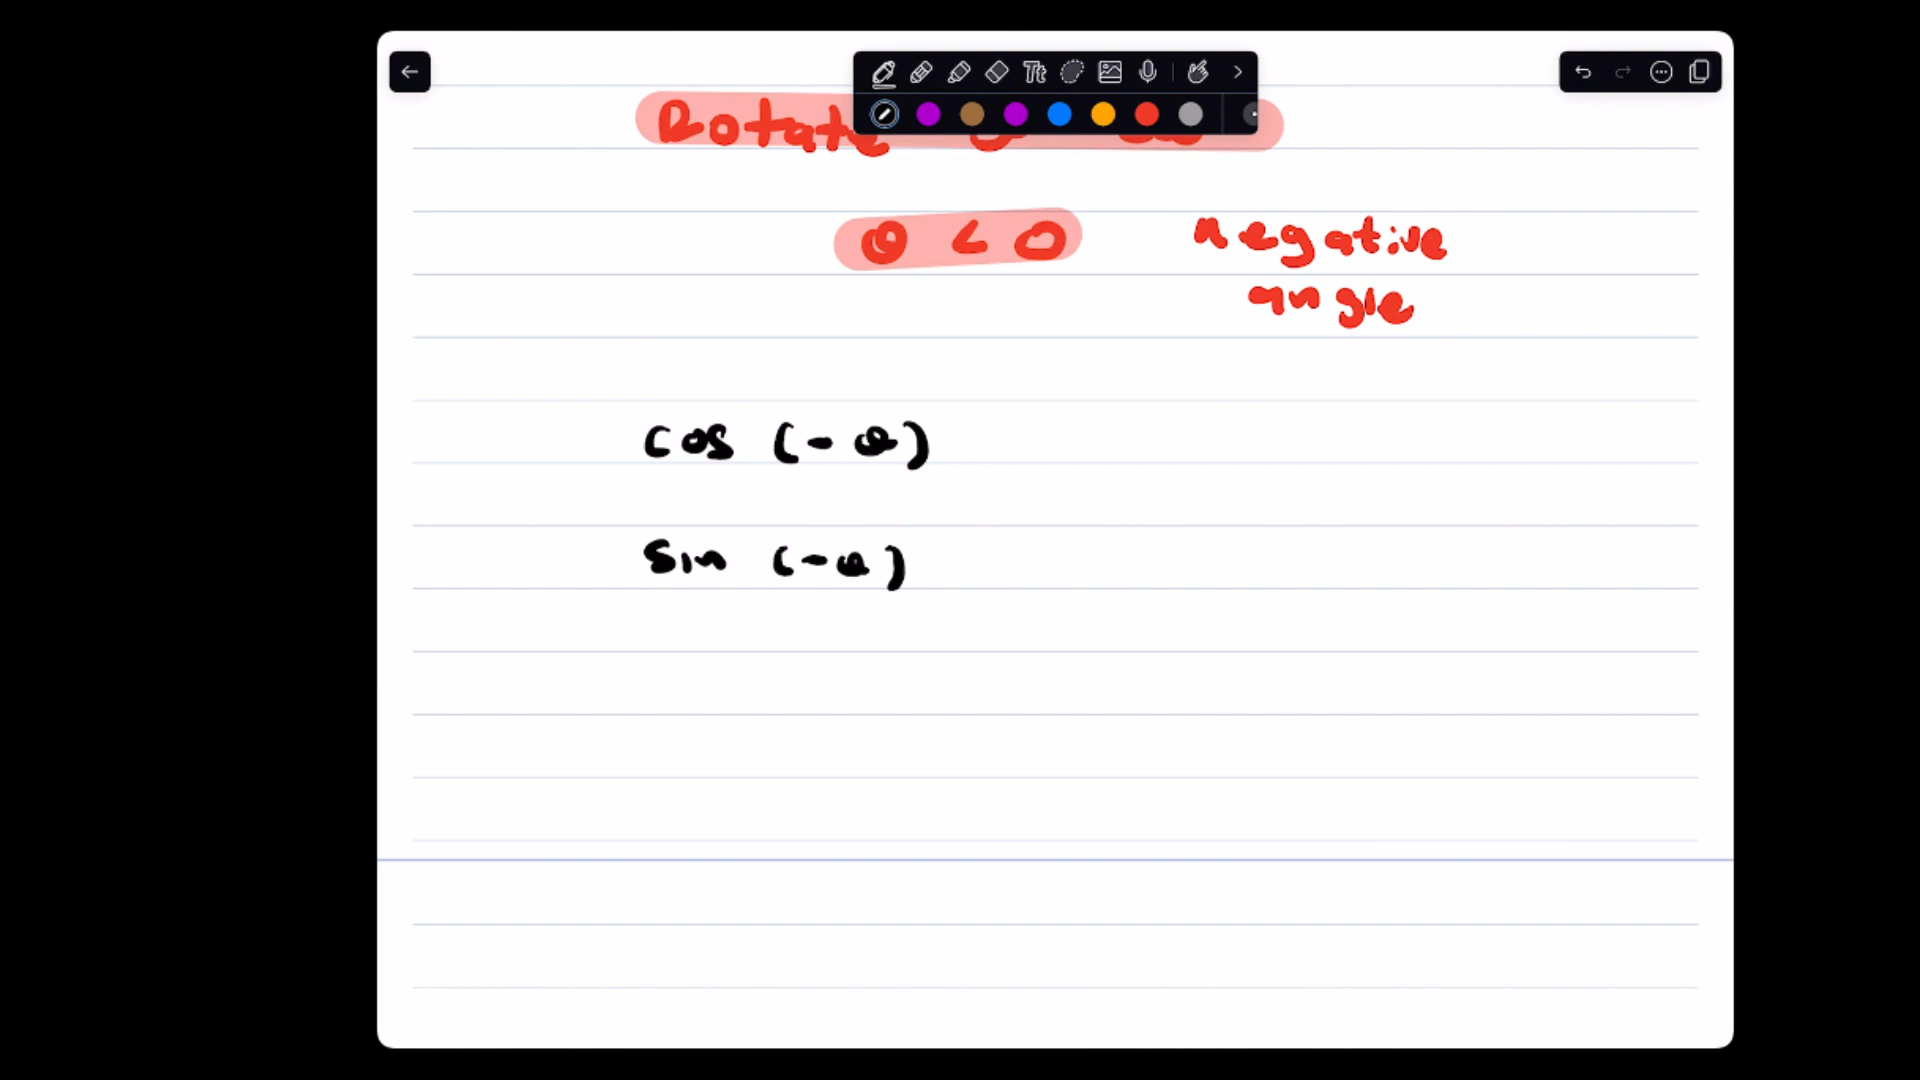 Rotate
θ < 0 negative
angle
cos (-θ)
sin (-θ)